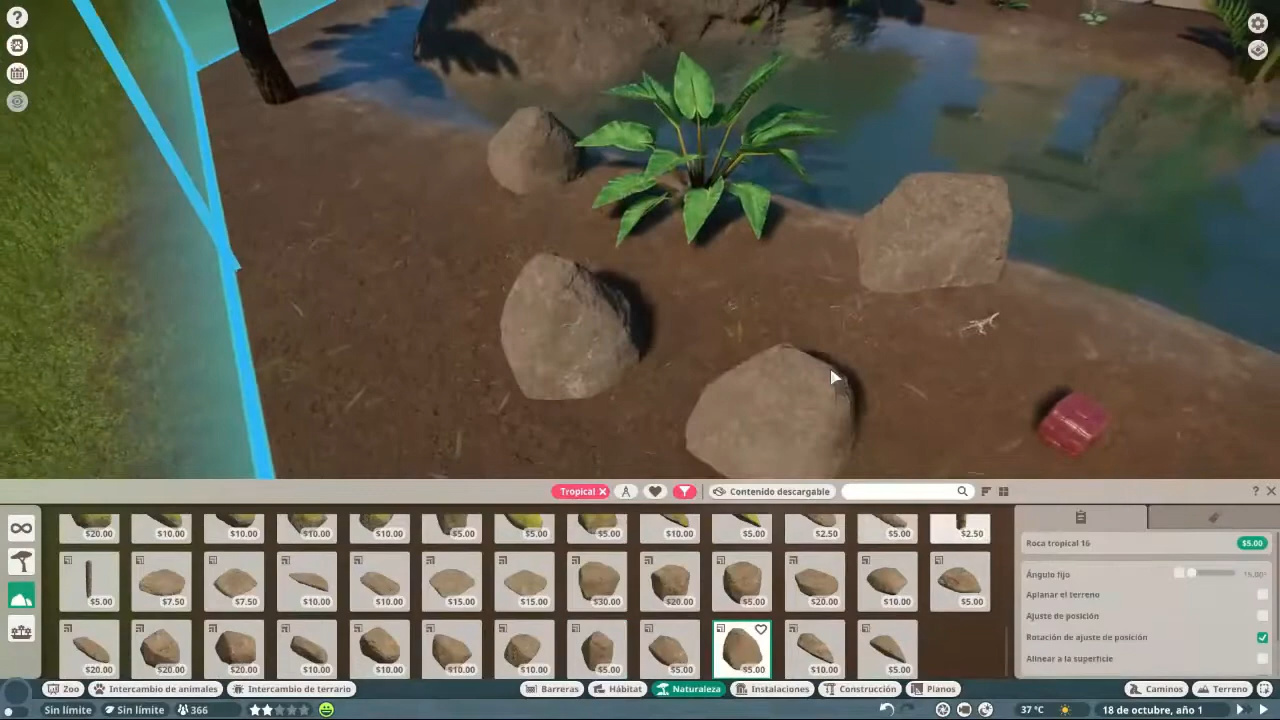 Tropical ×
Contenido descargable
? ×
$20.00 $10.00 $10.00 $10.00 $10.00 $5.00 $5.00 $5.00 $10.00 $5.00 $2.50 $5.00 $2.50
$5.00 $7.50 $7.50 $10.00 $10.00 $15.00 $15.00 $30.00 $20.00 $5.00 $20.00 $10.00 $5.00
$20.00 $20.00 $20.00 $10.00 $5.00 $10.00 $10.00 $5.00 $5.00 $5.00 $10.00 $5.00
Roca tropical 16 $5.00
Ángulo fijo 15.00°
Aplanar el terreno
Ajuste de posición
Rotación de ajuste de posición
Alinear a la superficie
Zoo Intercambio de animales Intercambio de terrario Barreras Hábitat Naturaleza Instalaciones Construcción Planos Caminos Terreno
Sin límite Sin límite 366 37 °C 18 de octubre, año 1